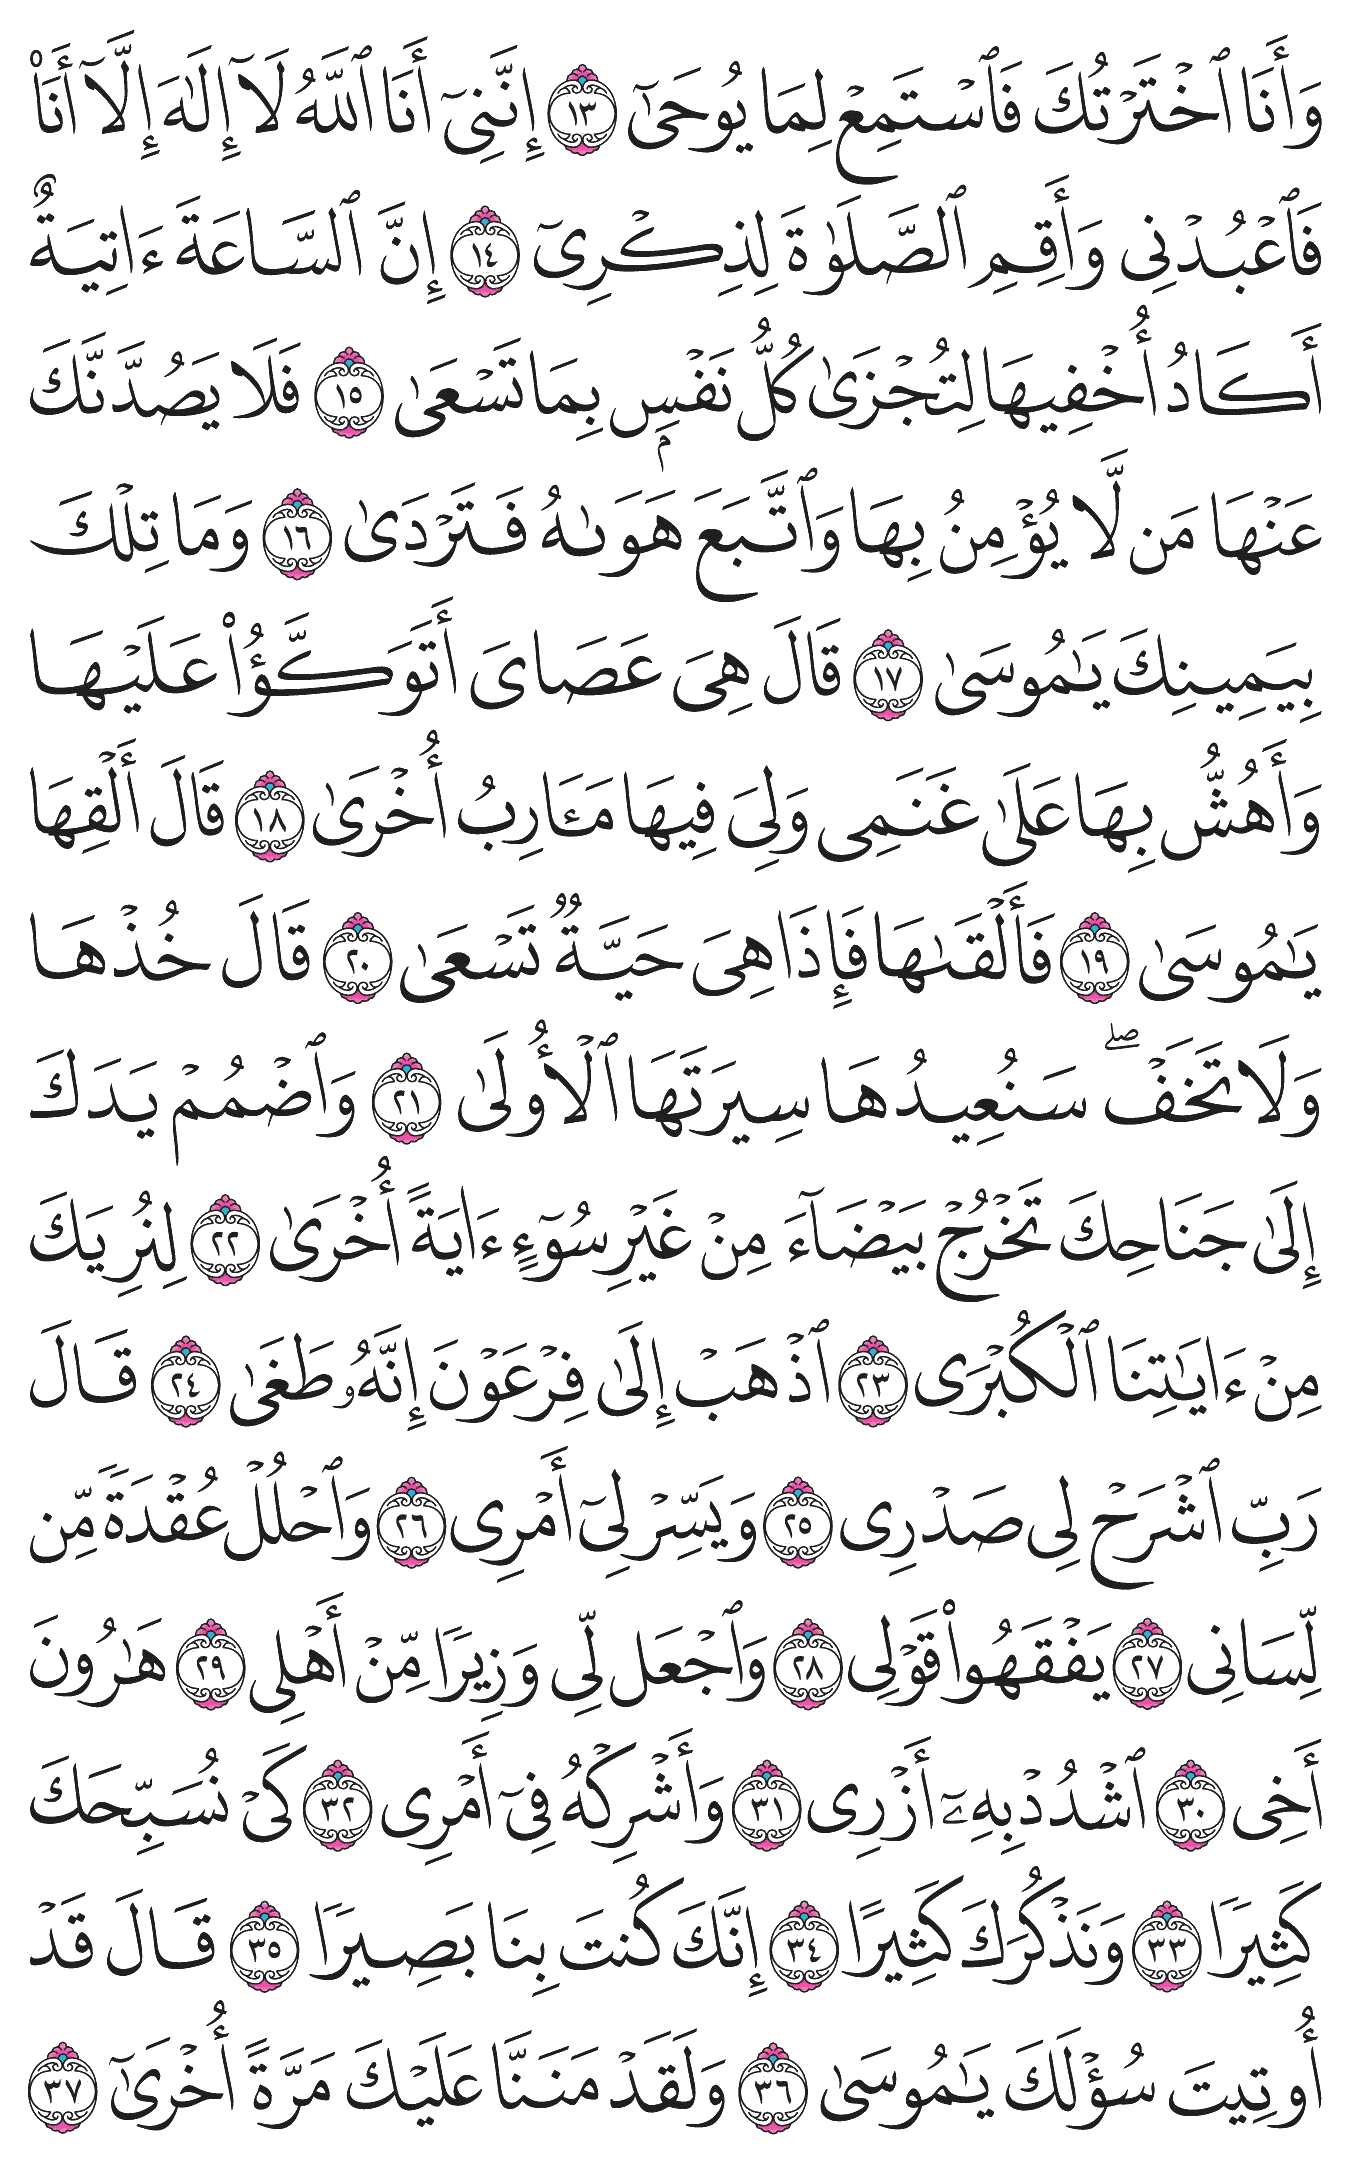 وَأَنَا ٱخْتَرْتُكَ فَٱسْتَمِعْ لِمَا يُوحَىٰٓ ١٣ إِنَّنِىٓ أَنَا ٱللَّهُ لَآ إِلَـٰهَ إِلَّآ أَنَا۠
فَٱعْبُدْنِى وَأَقِمِ ٱلصَّلَوٰةَ لِذِكْرِىٓ ١٤ إِنَّ ٱلسَّاعَةَ ءَاتِيَةٌ
أَكَادُ أُخْفِيهَا لِتُجْزَىٰ كُلُّ نَفْسِۭ بِمَا تَسْعَىٰ ١٥ فَلَا يَصُدَّنَّكَ
عَنْهَا مَن لَّا يُؤْمِنُ بِهَا وَٱتَّبَعَ هَوَىٰهُ فَتَرْدَىٰ ١٦ وَمَا تِلْكَ
بِيَمِينِكَ يَـٰمُوسَىٰ ١٧ قَالَ هِىَ عَصَاىَ أَتَوَكَّؤُا۟ عَلَيْهَا
وَأَهُشُّ بِهَا عَلَىٰ غَنَمِى وَلِىَ فِيهَا مَـَٔارِبُ أُخْرَىٰ ١٨ قَالَ أَلْقِهَا
يَـٰمُوسَىٰ ١٩ فَأَلْقَىٰهَا فَإِذَا هِىَ حَيَّةٌ تَسْعَىٰ ٢٠ قَالَ خُذْهَا
وَلَا تَخَفْ ۖ سَنُعِيدُهَا سِيرَتَهَا ٱلْأُولَىٰ ٢١ وَٱضْمُمْ يَدَكَ
إِلَىٰ جَنَاحِكَ تَخْرُجْ بَيْضَآءَ مِنْ غَيْرِ سُوٓءٍ ءَايَةً أُخْرَىٰ ٢٢ لِنُرِيَكَ
مِنْ ءَايَـٰتِنَا ٱلْكُبْرَى ٢٣ ٱذْهَبْ إِلَىٰ فِرْعَوْنَ إِنَّهُۥ طَغَىٰ ٢٤ قَالَ
رَبِّ ٱشْرَحْ لِى صَدْرِى ٢٥ وَيَسِّرْ لِىٓ أَمْرِى ٢٦ وَٱحْلُلْ عُقْدَةً مِّن
لِّسَانِى ٢٧ يَفْقَهُوا۟ قَوْلِى ٢٨ وَٱجْعَل لِّى وَزِيرًا مِّنْ أَهْلِى ٢٩ هَـٰرُونَ
أَخِى ٣٠ ٱشْدُدْ بِهِۦٓ أَزْرِى ٣١ وَأَشْرِكْهُ فِىٓ أَمْرِى ٣٢ كَىْ نُسَبِّحَكَ
كَثِيرًا ٣٣ وَنَذْكُرَكَ كَثِيرًا ٣٤ إِنَّكَ كُنتَ بِنَا بَصِيرًا ٣٥ قَالَ قَدْ
أُوتِيتَ سُؤْلَكَ يَـٰمُوسَىٰ ٣٦ وَلَقَدْ مَنَنَّا عَلَيْكَ مَرَّةً أُخْرَىٰٓ ٣٧